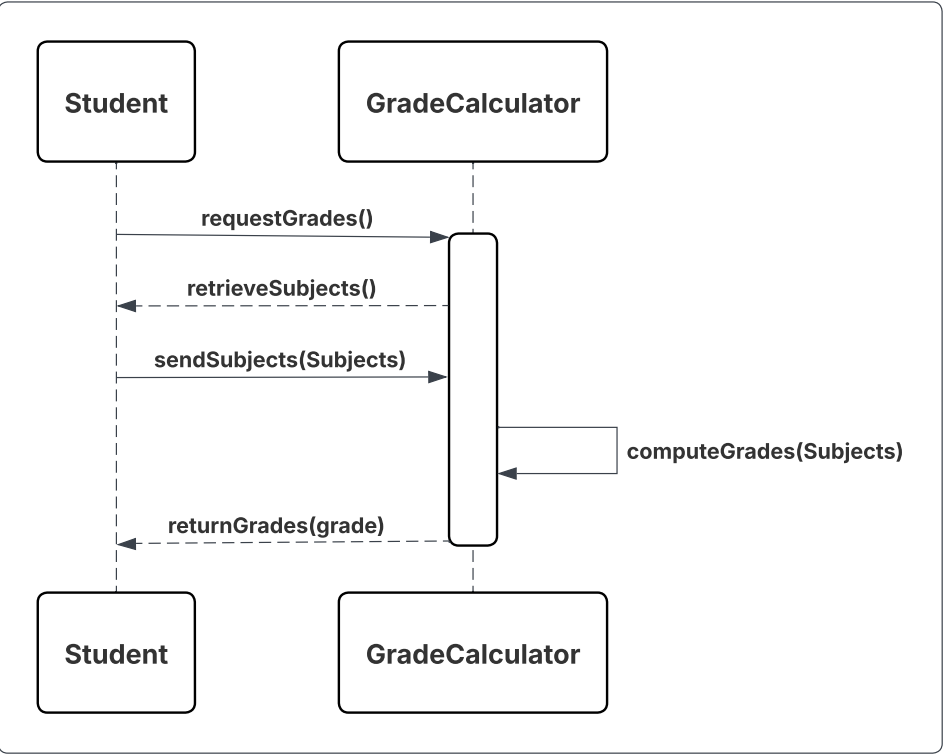 Student
GradeCalculator
requestGrades()
retrieveSubjects()
sendSubjects(Subjects)
computeGrades(Subjects)
returnGrades(grade)
Student
GradeCalculator